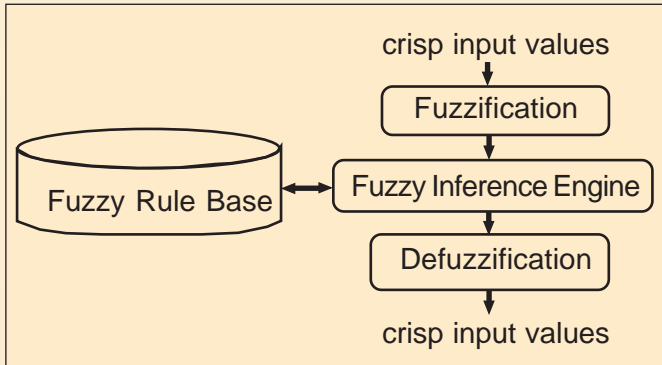 crisp input values
Fuzzification
Fuzzy Rule Base
Fuzzy Inference Engine
Defuzzification
crisp input values